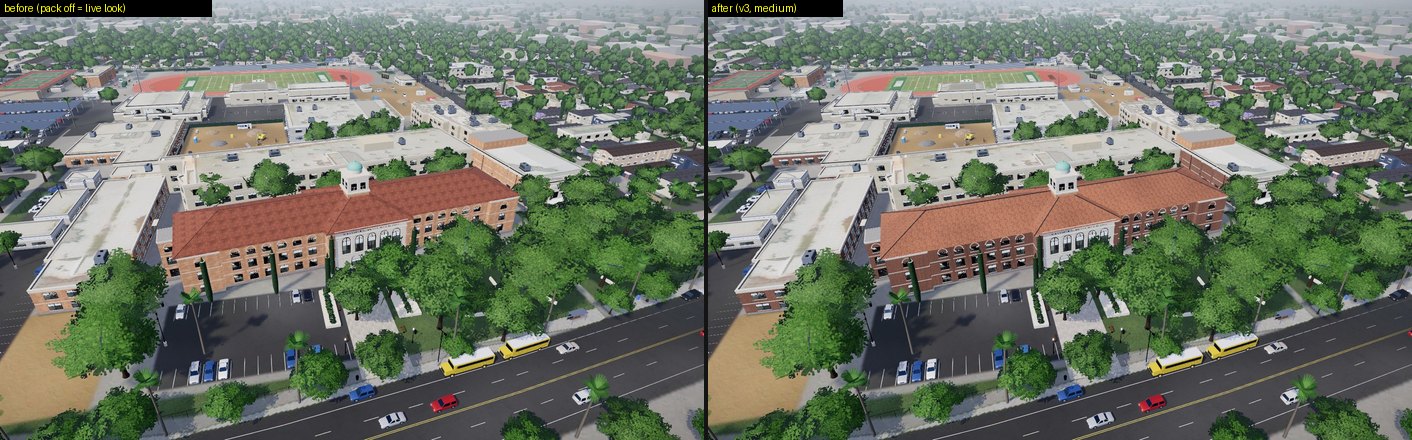 before (pack off = live look)
after (v3, medium)